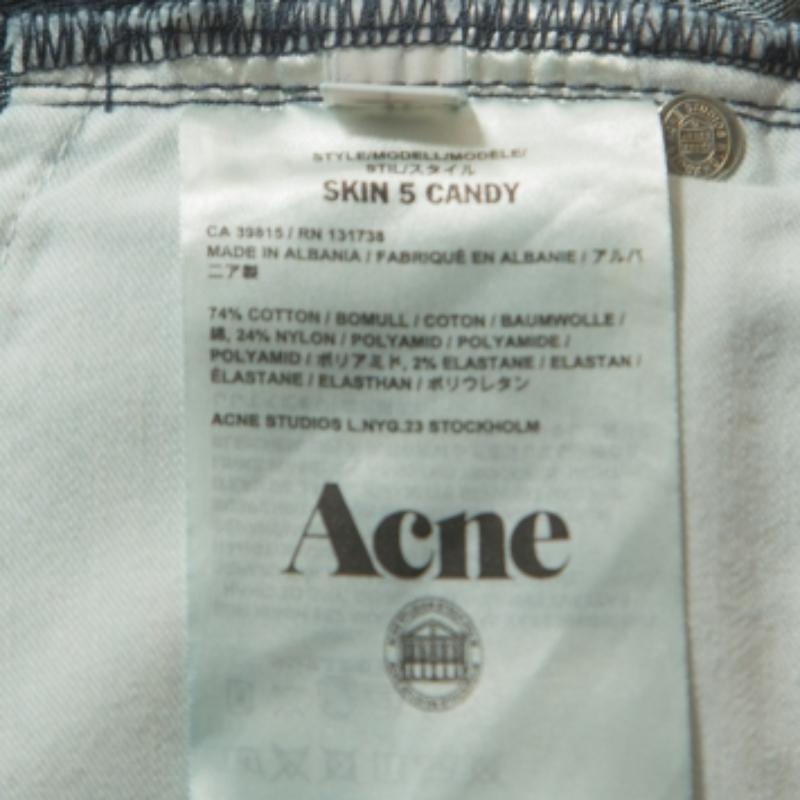 STYLE/MODELL/MODÈLE/
STIL/スタイル
SKIN 5 CANDY
CA 39815 / RN 131738
MADE IN ALBANIA / FABRIQUÉ EN ALBANIE / アルバ
ニア製
74% COTTON / BOMULL / COTON / BAUMWOLLE /
綿, 24% NYLON / POLYAMID / POLYAMIDE /
POLYAMID / ポリアミド, 2% ELASTANE / ELASTAN /
ÉLASTANE / ELASTHAN / ポリウレタン
ACNE STUDIOS L.NYG.23 STOCKHOLM
Acne